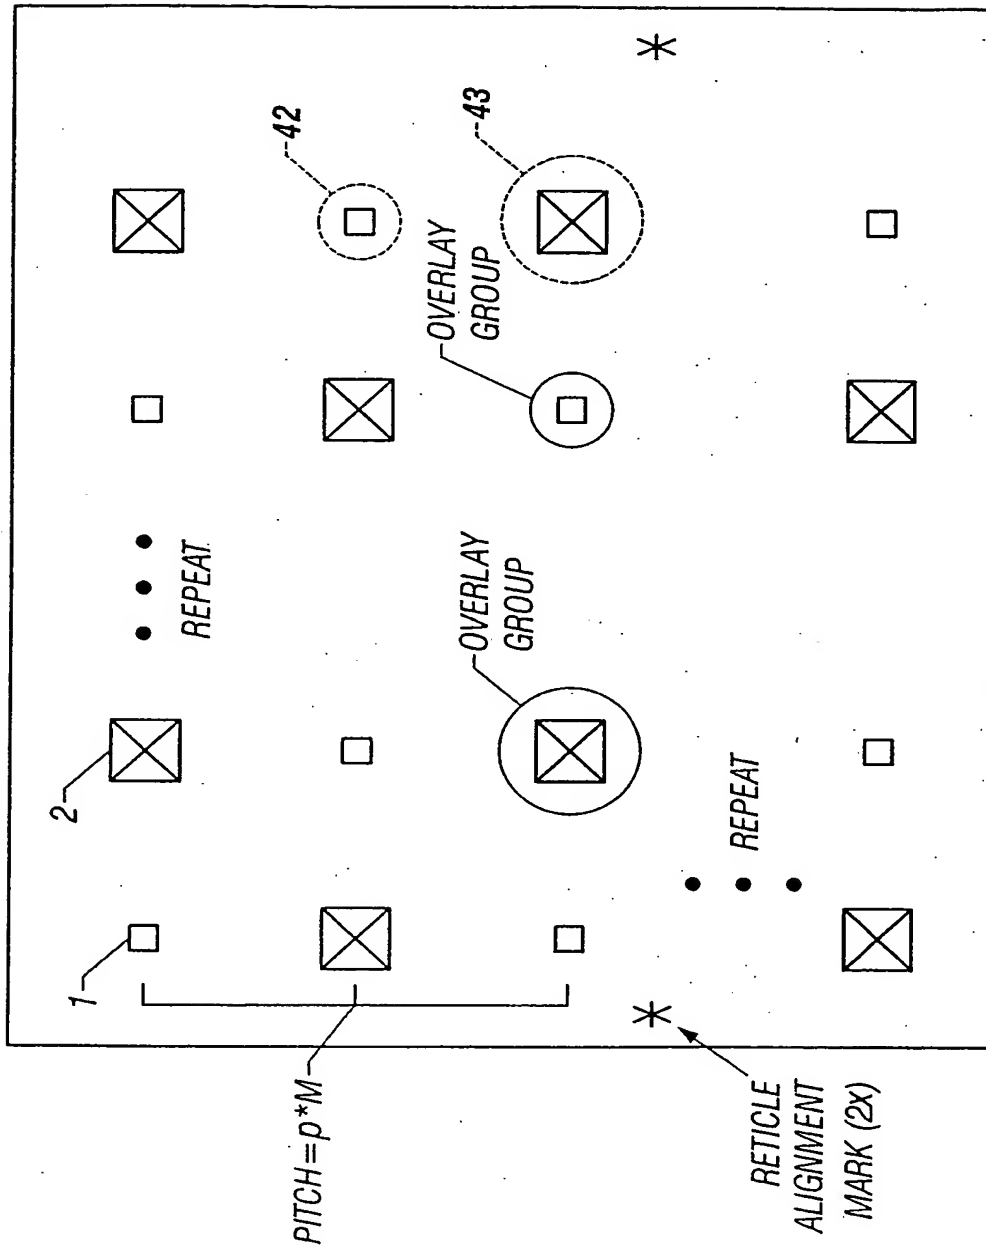 42
43
OVERLAY
GROUP
REPEAT
OVERLAY
GROUP
2
REPEAT
1
PITCH=p*M
RETICLE
ALIGNMENT
MARK (2X)